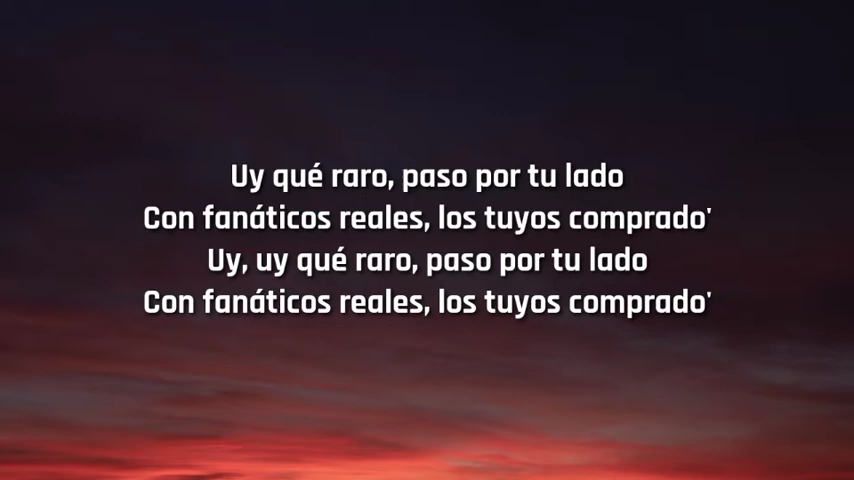 Uy qué raro, paso por tu lado
Con fanáticos reales, los tuyos comprado'
Uy, uy qué raro, paso por tu lado
Con fanáticos reales, los tuyos comprado'